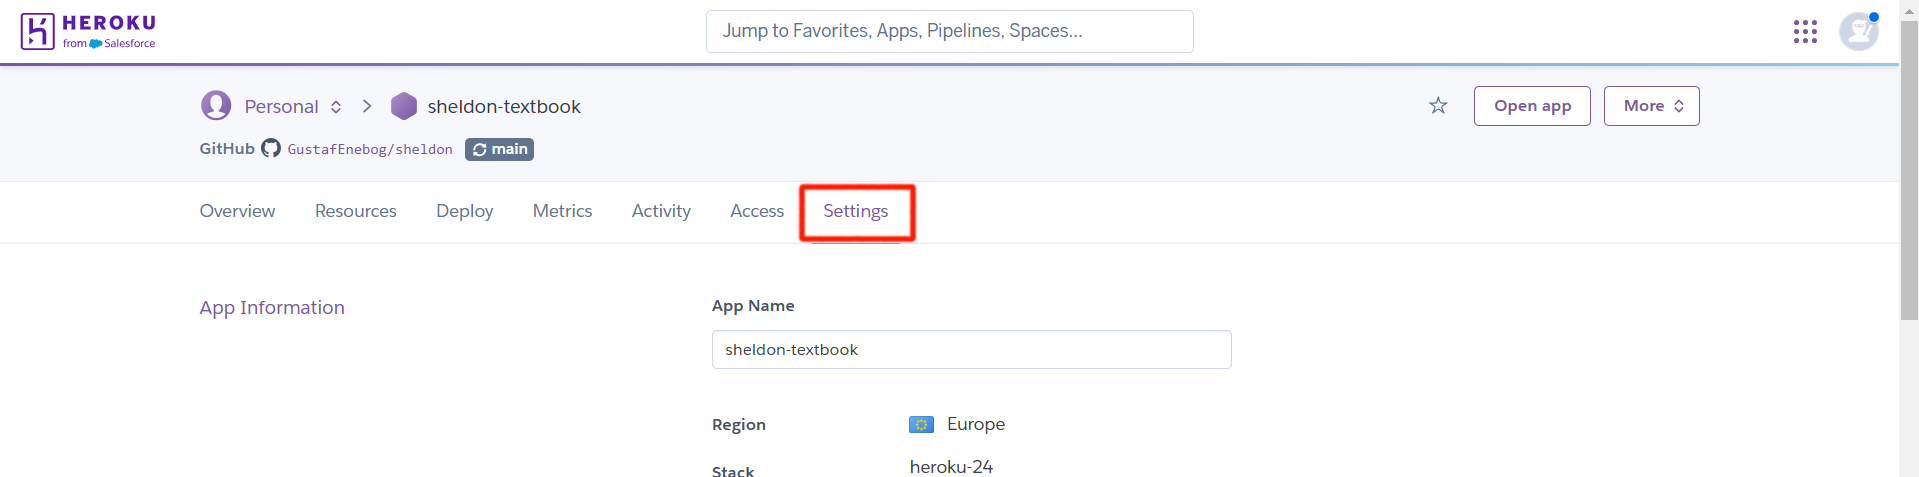 HEROKU
from Salesforce
Jump to Favorites, Apps, Pipelines, Spaces...
Personal > sheldon-textbook
Open app
More
GitHub GustafEnebog/sheldon main
Overview Resources Deploy Metrics Activity Access Settings
App Information
App Name
sheldon-textbook
Region Europe
Stack heroku-24